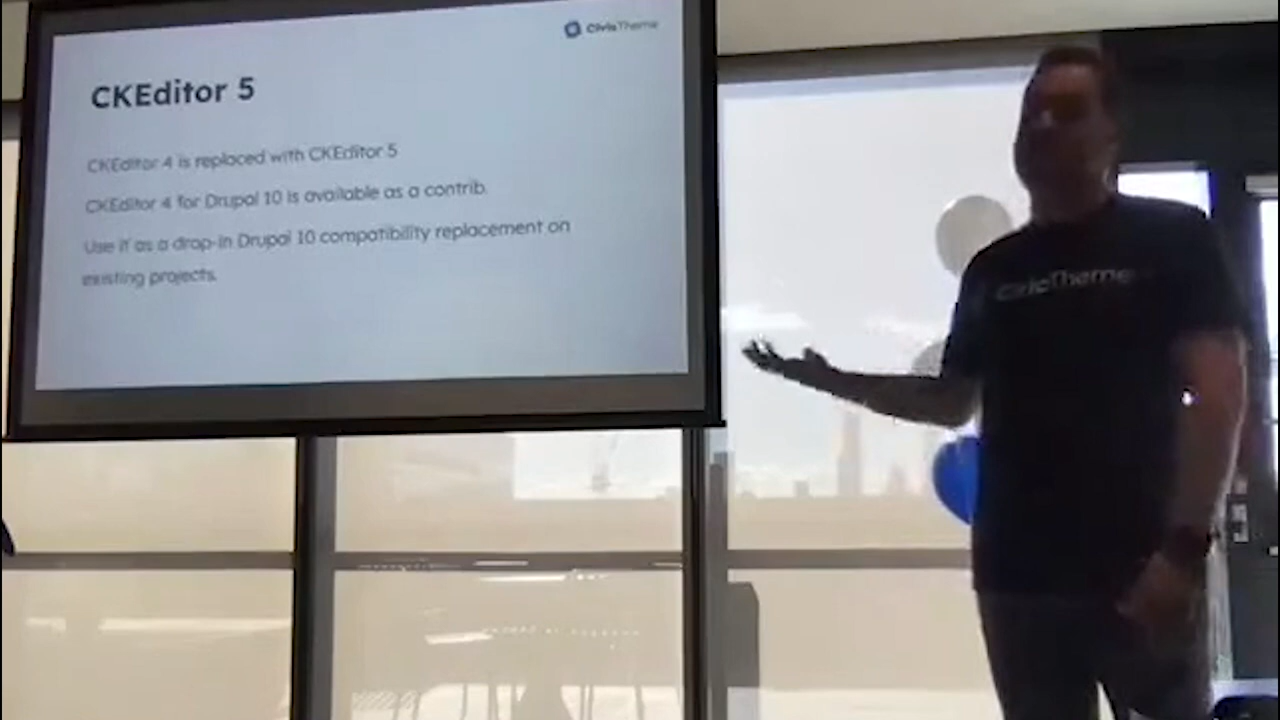 CivicTheme
CKEditor 5
CKEditor 4 is replaced with CKEditor 5
CKEditor 4 for Drupal 10 is available as a contrib.
Use if as a drop-in Drupal 10 compatibility replacement on
existing projects.
CivicTheme